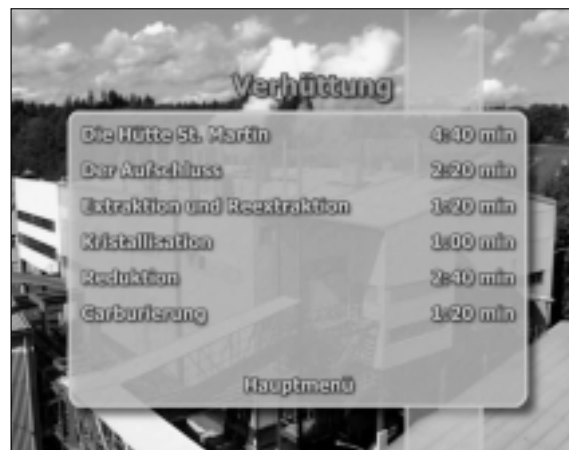 Verhüttung
Die Hütte St. Martin 4:40 min
Der Aufschluss 2:20 min
Extraktion und Reextraktion 1:20 min
Kristallisation 1:00 min
Reduktion 2:40 min
Carburierung 1:20 min
Hauptmenü